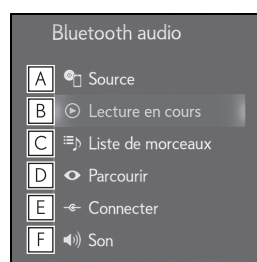 Bluetooth audio
A Source
B Lecture en cours
C Liste de morceaux
D Parcourir
E Connecter
F Son